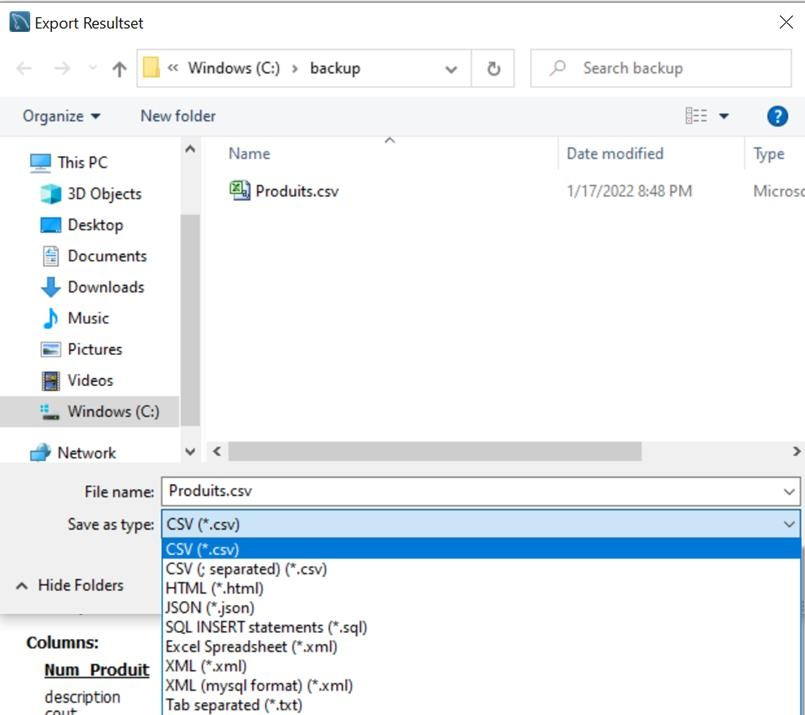 Export Resultset
« Windows (C:) › backup
Search backup
Organize
New folder
Name
Date modified
Type
This PC
3D Objects
Desktop
Documents
Downloads
Music
Pictures
Videos
Windows (C:)
Network
Produits.csv
1/17/2022 8:48 PM
File name:
Produits.csv
Save as type:
CSV (*.csv)
CSV (*.csv)
CSV (; separated) (*.csv)
HTML (*.html)
JSON (*.json)
SQL INSERT statements (*.sql)
Excel Spreadsheet (*.xml)
XML (*.xml)
XML (mysql format) (*.xml)
Tab separated (*.txt)
Hide Folders
Columns:
Num_Produit
description